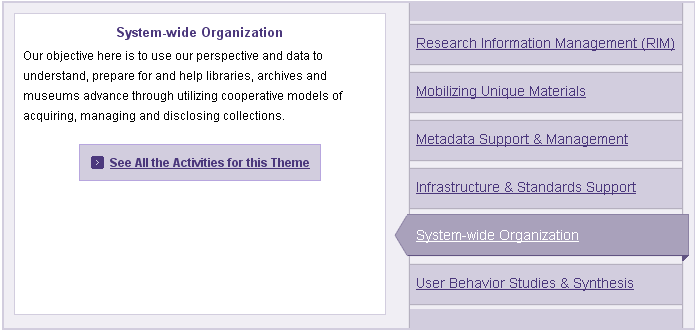 System-wide Organization
Our objective here is to use our perspective and data to
understand, prepare for and help libraries, archives and
museums advance through utilizing cooperative models of
acquiring, managing and disclosing collections.
See All the Activities for this Theme
Research Information Management (RIM)
Mobilizing Unique Materials
Metadata Support & Management
Infrastructure & Standards Support
System-wide Organization
User Behavior Studies & Synthesis